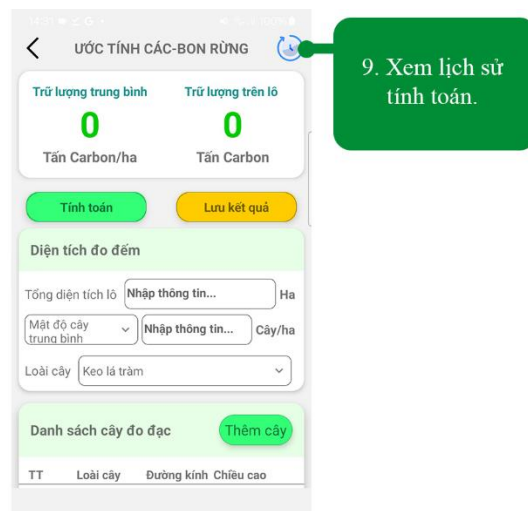 ƯỚC TÍNH CÁC-BON RỪNG
9. Xem lịch sử
tính toán.
Trữ lượng trung bình
Trữ lượng trên lô
0
0
Tấn Carbon/ha
Tấn Carbon
Tính toán
Lưu kết quả
Diện tích đo đếm
Tổng diện tích lô Nhập thông tin... Ha
Mật độ cây
trung bình
Nhập thông tin... Cây/ha
Loài cây Keo lá tràm
Danh sách cây đo đạc Thêm cây
TT Loài cây Đường kính Chiều cao